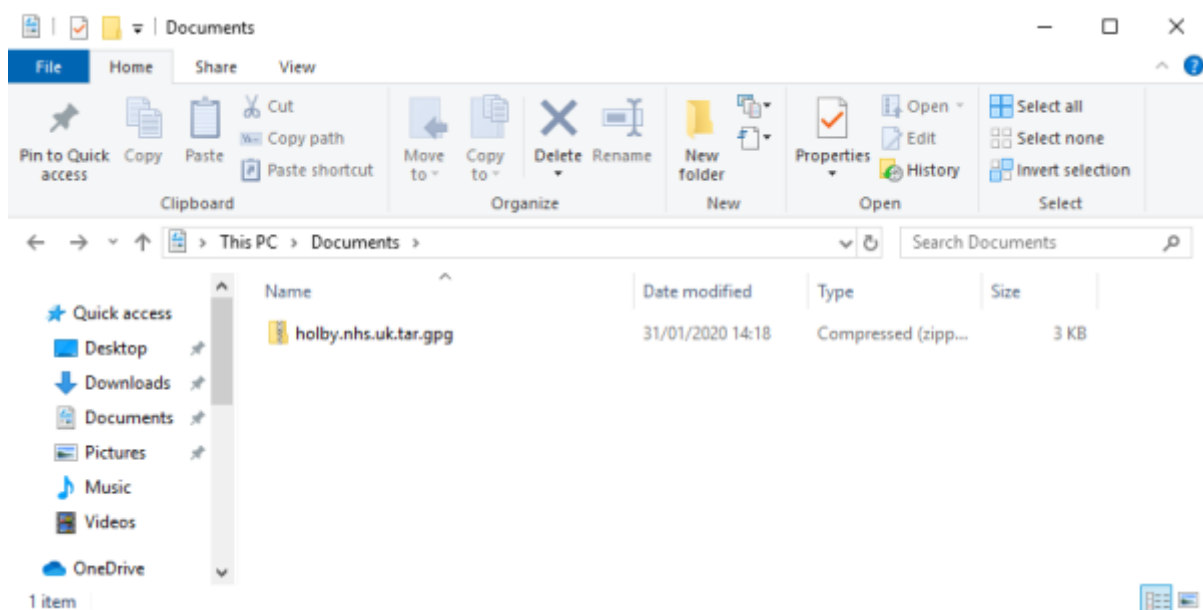 Documents
File Home Share View
Pin to Quick access
Copy
Paste
Cut
Copy path
Paste shortcut
Clipboard
Move to
Copy to
Delete
Rename
Organize
New folder
New
Properties
Open
Edit
History
Open
Select all
Select none
Invert selection
Select
This PC > Documents >
Search Documents
Name Date modified Type Size
holby.nhs.uk.tar.gpg 31/01/2020 14:18 Compressed (zipp... 3 KB
Quick access
Desktop
Downloads
Documents
Pictures
Music
Videos
OneDrive
1 item